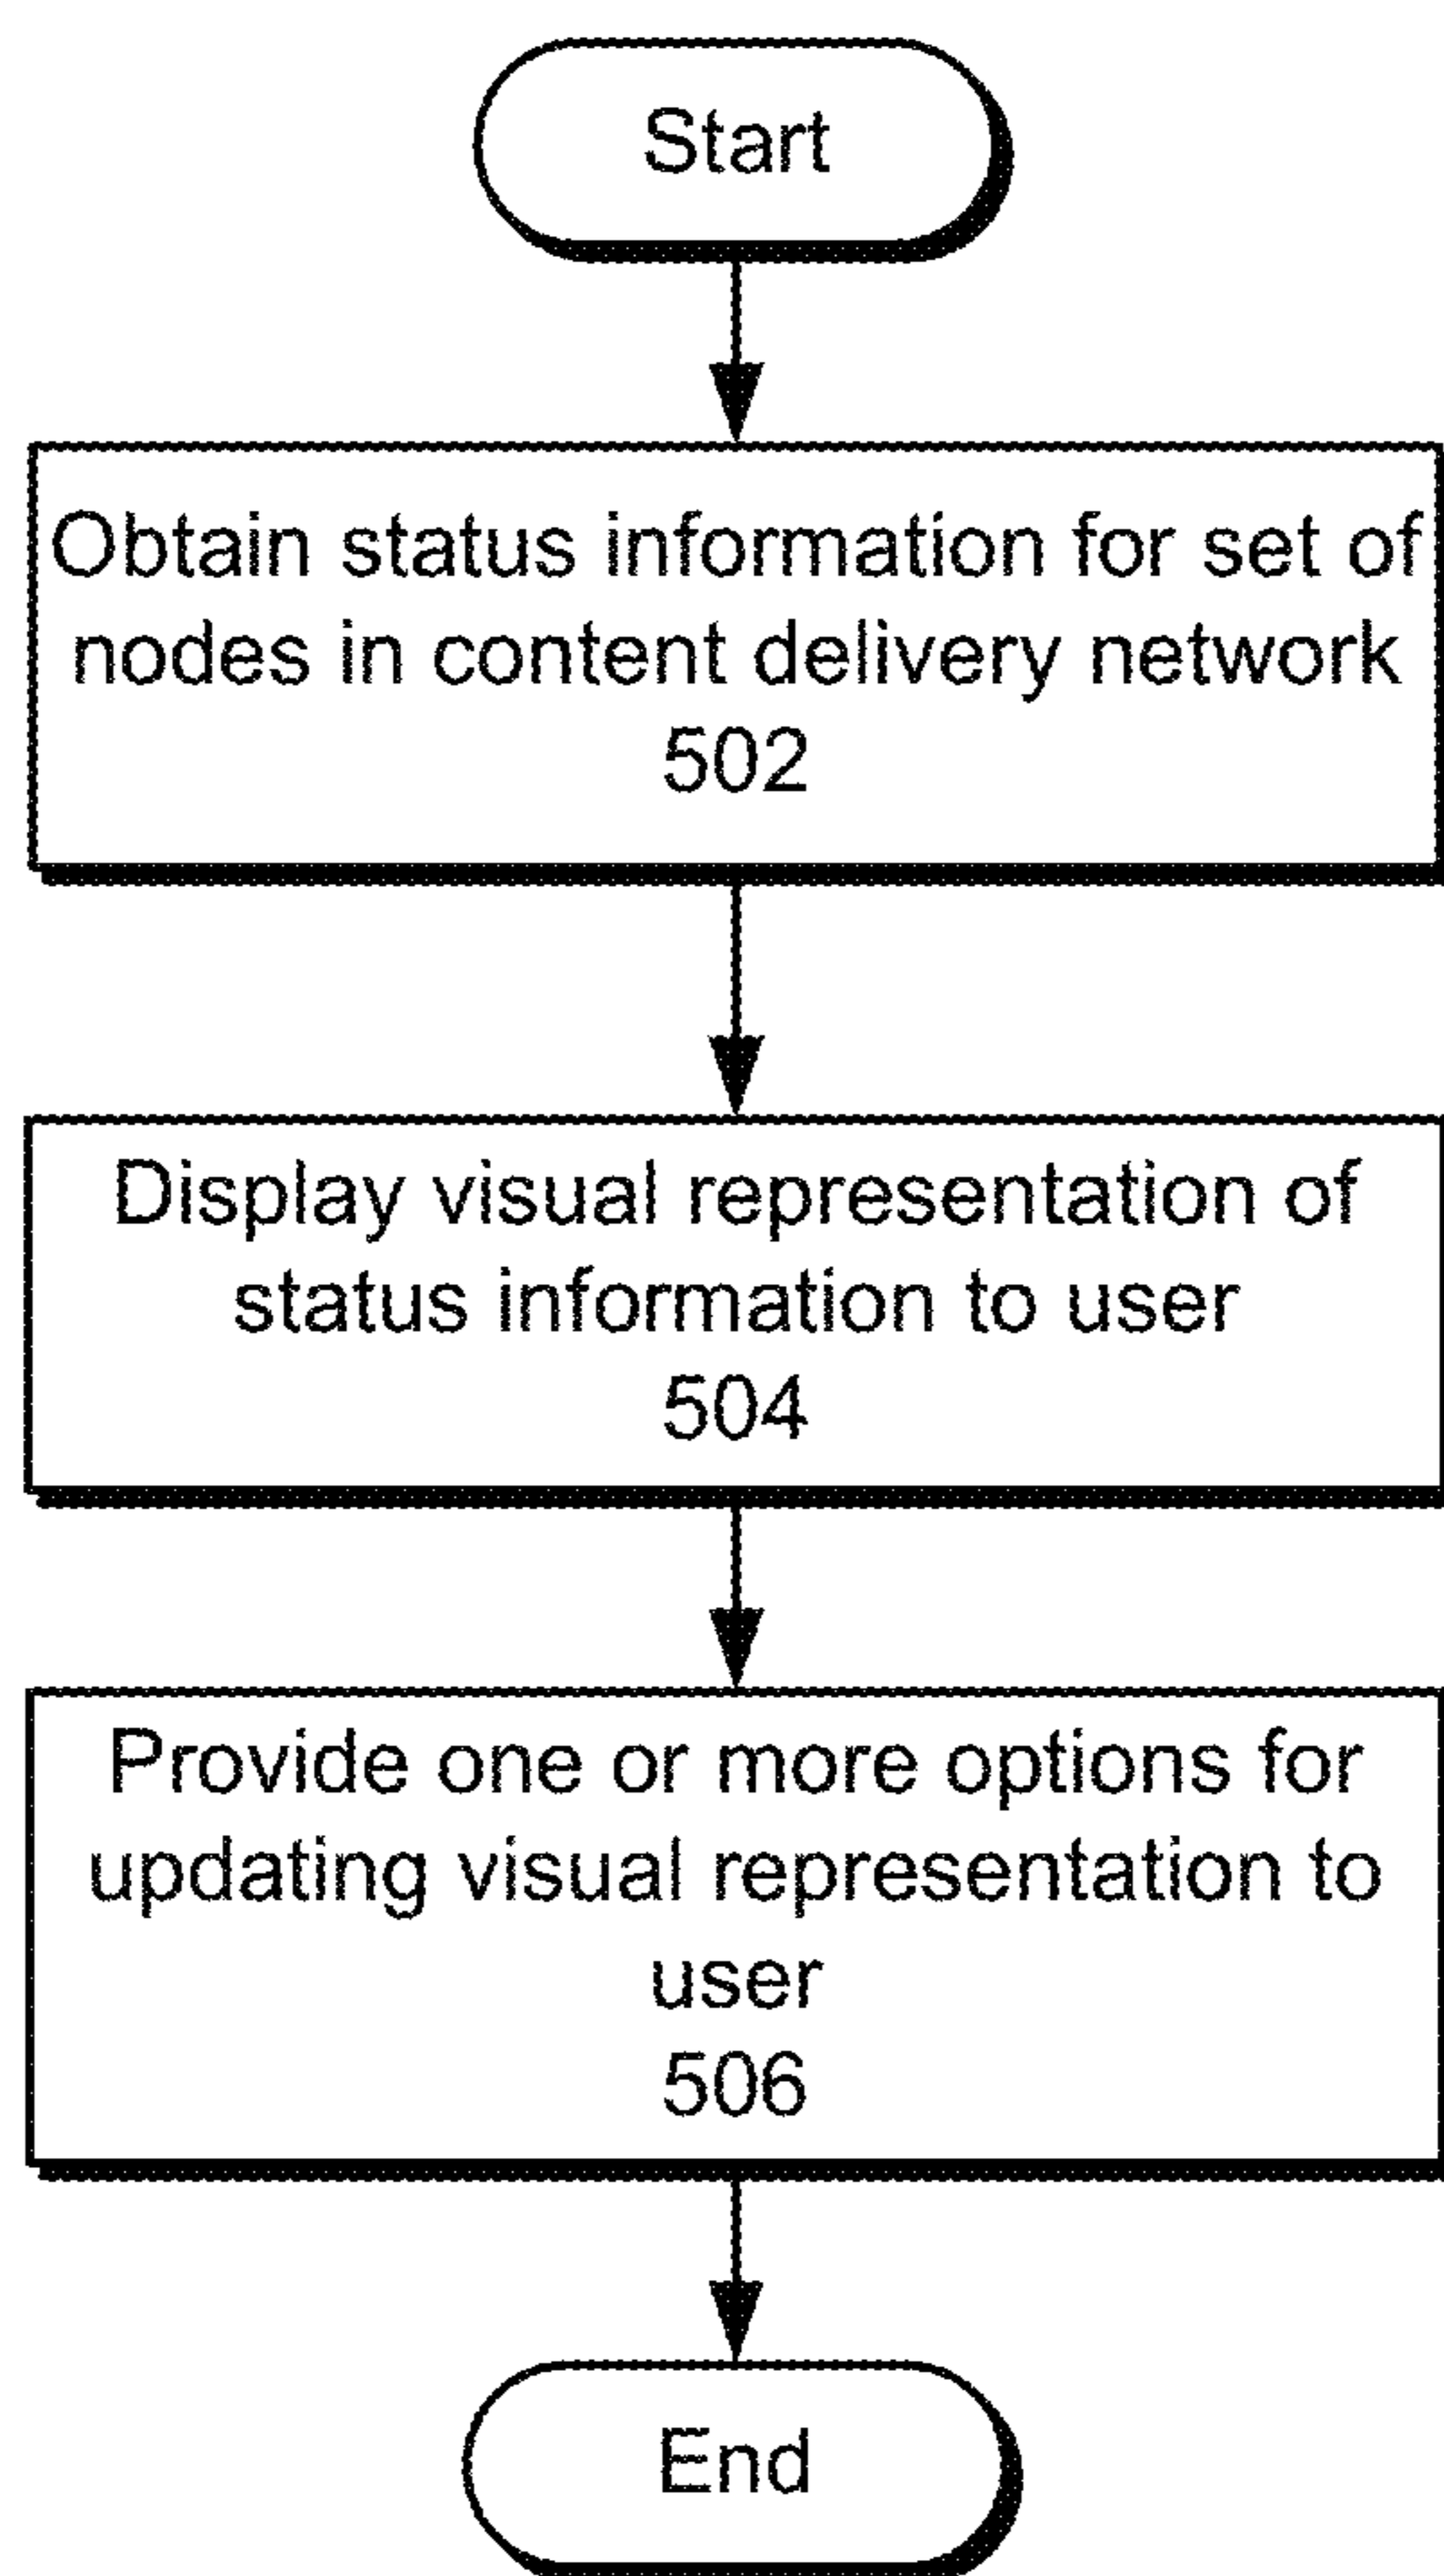 Start
Obtain status information for set of
nodes in content delivery network
502
Display visual representation of
status information to user
504
Provide one or more options for
updating visual representation to
user
506
End